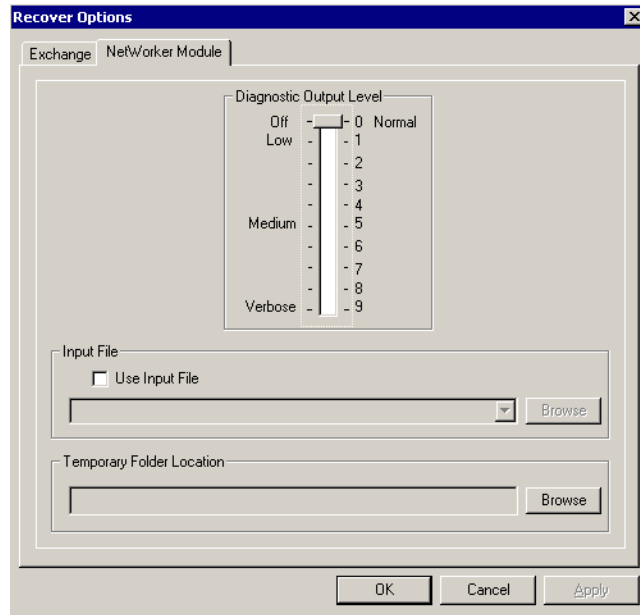 Recover Options
Exchange
NetWorker Module
Diagnostic Output Level
Off 0 Normal
Low 1
2
3
4
Medium 5
6
7
8
Verbose 9
Input File
Use Input File
Browse
Temporary Folder Location
Browse
OK Cancel Apply